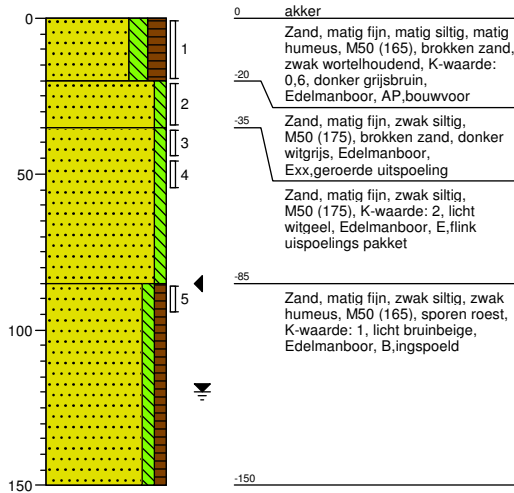 0
50
100
150
1
2
3
4
5
0 akker
Zand, matig fijn, matig siltig, matig
humeus, M50 (165), brokken zand,
zwak wortelhoudend, K-waarde:
0,6, donker grijsbruin,
Edelmanboor, AP,bouwvoor
-20
Zand, matig fijn, zwak siltig,
M50 (175), brokken zand, donker
witgrijs, Edelmanboor,
Exx,geroerde uitspoeling
-35
Zand, matig fijn, zwak siltig,
M50 (175), K-waarde: 2, licht
witgeel, Edelmanboor, E,flink
uispoelings pakket
-85
Zand, matig fijn, zwak siltig, zwak
humeus, M50 (165), sporen roest,
K-waarde: 1, licht bruinbeige,
Edelmanboor, B,ingspoeld
-150